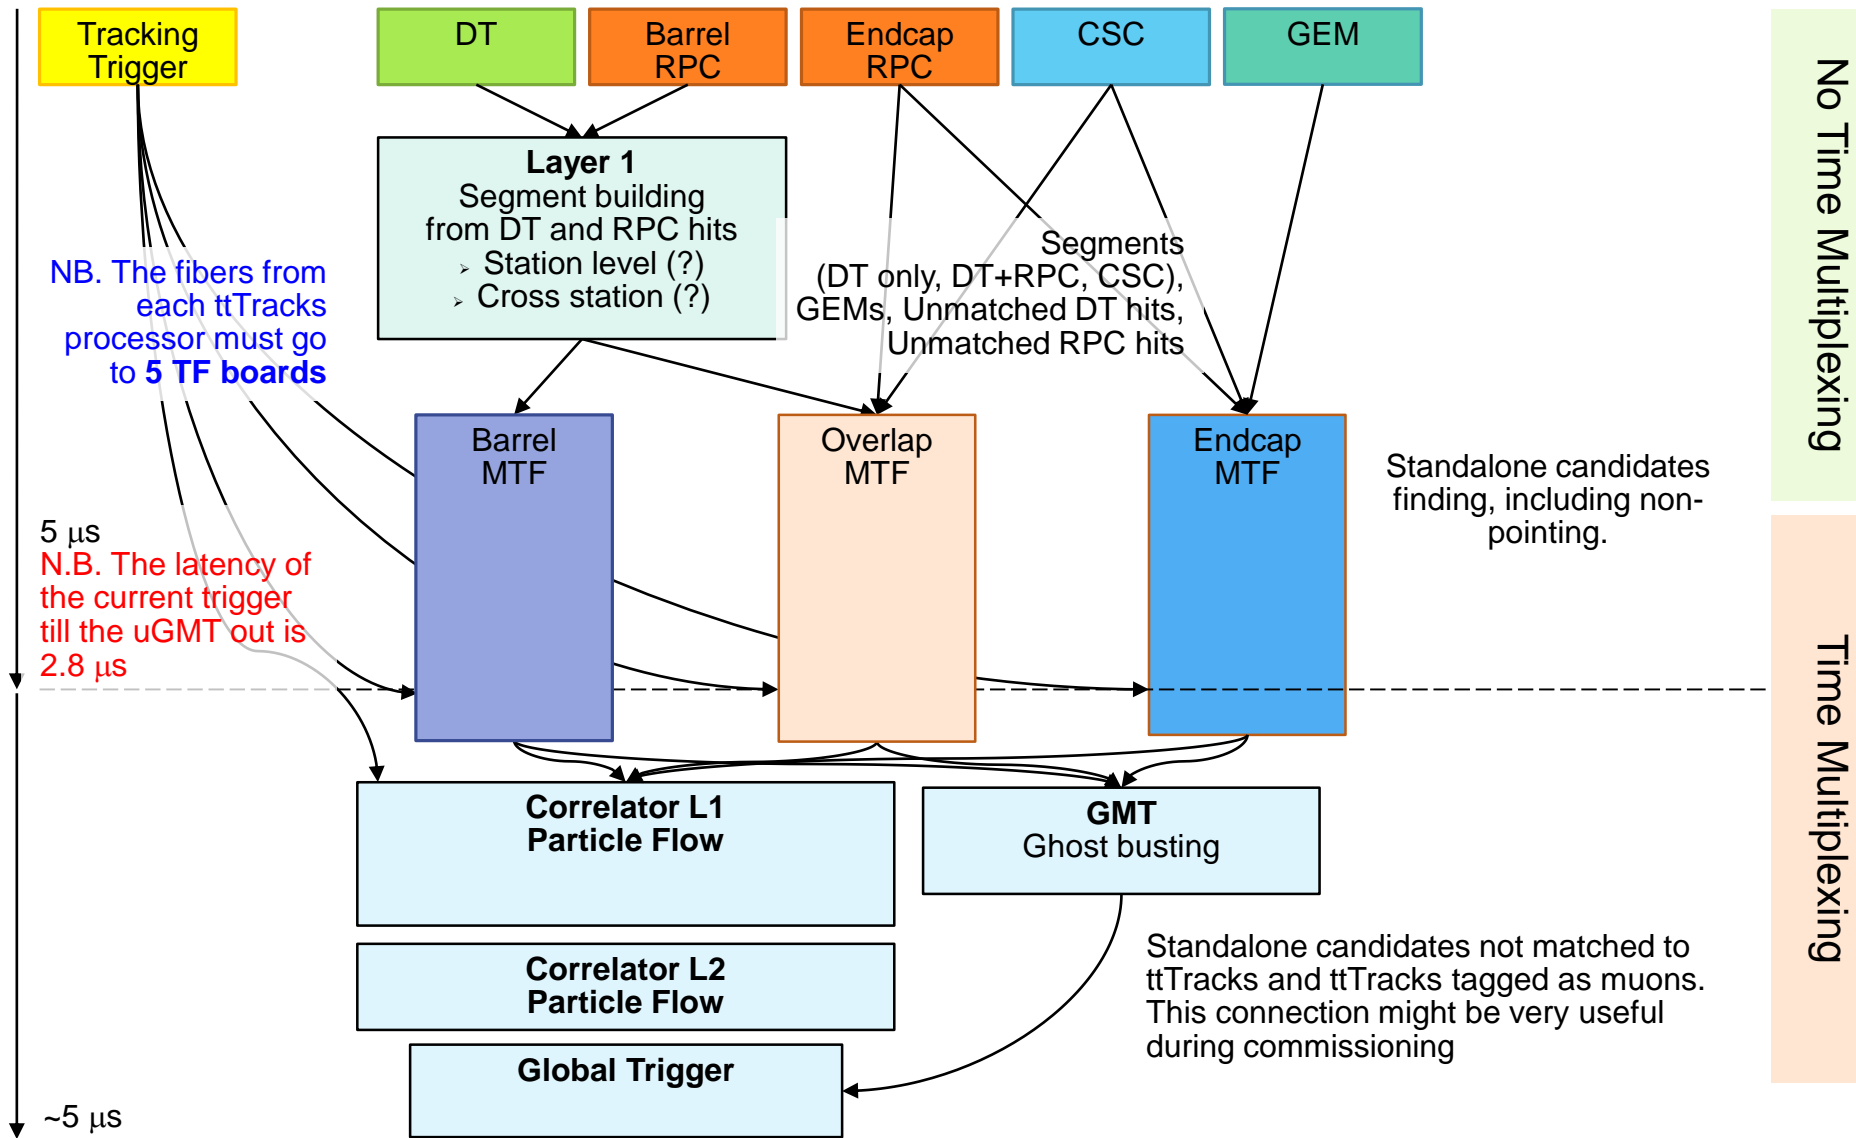 Tracking
Trigger
DT
Barrel
RPC
Endcap
RPC
CSC
GEM
No Time Multiplexing
Layer 1
Segment building
from DT and RPC hits
➢ Station level (?)
➢ Cross station (?)
Segments
(DT only, DT+RPC, CSC),
GEMs, Unmatched DT hits,
Unmatched RPC hits
NB. The fibers from
each ttTracks
processor must go
to 5 TF boards
Barrel
MTF
Overlap
MTF
Endcap
MTF
Standalone candidates
finding, including non-
pointing.
5 μs
N.B. The latency of
the current trigger
till the uGMT out is
2.8 μs
Time Multiplexing
Correlator L1
Particle Flow
GMT
Ghost busting
Correlator L2
Particle Flow
Standalone candidates not matched to
ttTracks and ttTracks tagged as muons.
This connection might be very useful
during commissioning
Global Trigger
~5 μs